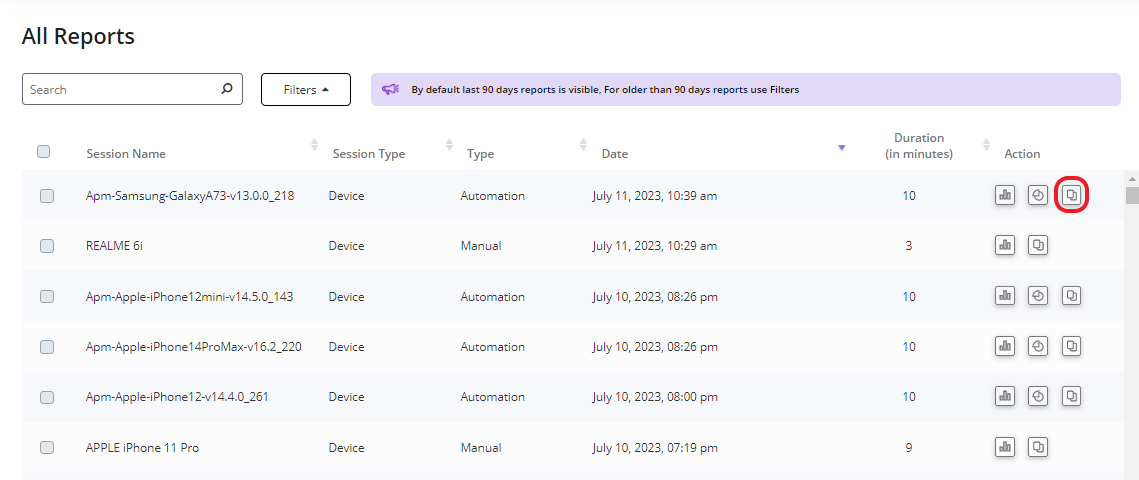 All Reports
Search
Filters
By default last 90 days reports is visible, For older than 90 days reports use Filters
Session Name Session Type Type Date Duration (in minutes) Action
Apm-Samsung-GalaxyA73-v13.0.0_218 Device Automation July 11, 2023, 10:39 am 10
REALME 6i Device Manual July 11, 2023, 10:29 am 3
Apm-Apple-iPhone12mini-v14.5.0_143 Device Automation July 10, 2023, 08:26 pm 10
Apm-Apple-iPhone14ProMax-v16.2_220 Device Automation July 10, 2023, 08:26 pm 10
Apm-Apple-iPhone12-v14.4.0_261 Device Automation July 10, 2023, 08:00 pm 10
APPLE iPhone 11 Pro Device Manual July 10, 2023, 07:19 pm 9